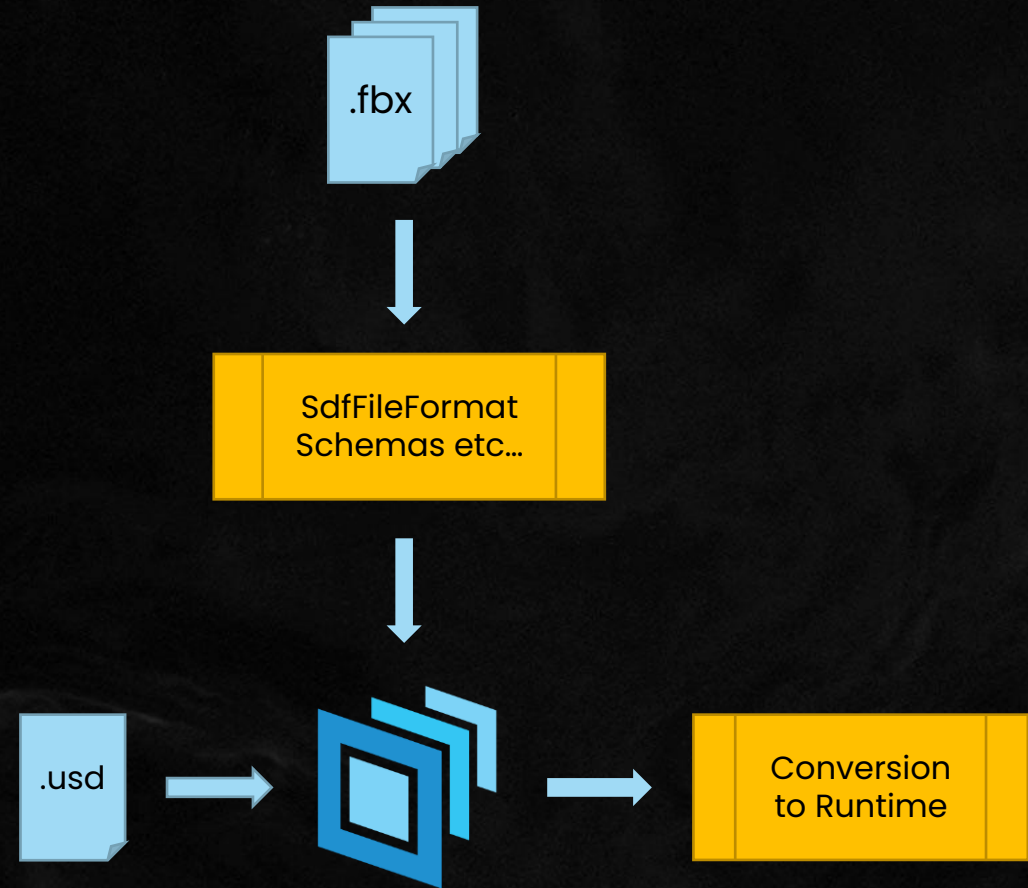 .fbx
SdfFileFormat
Schemas etc…
.usd
Conversion
to Runtime